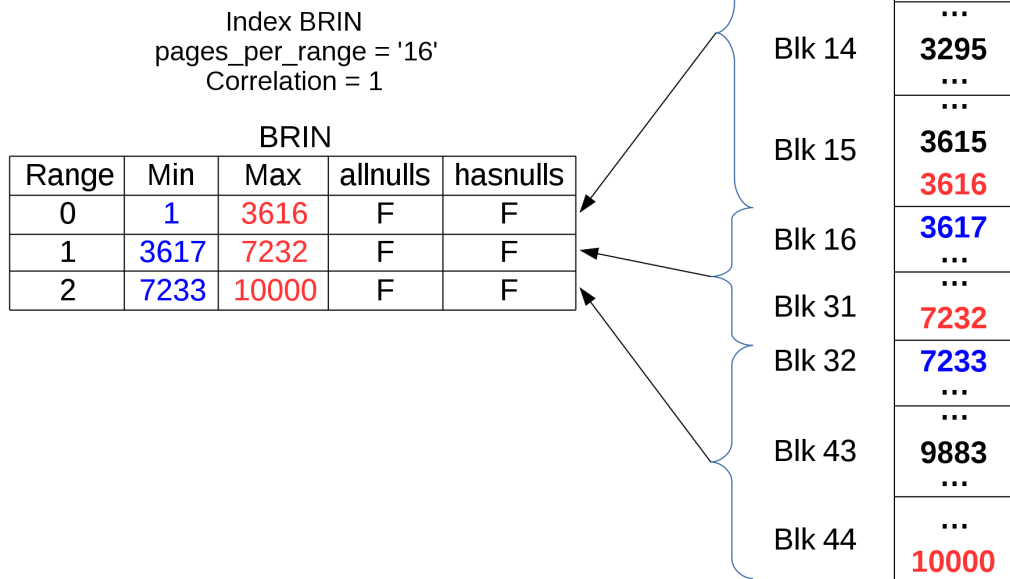 Index BRIN
pages_per_range = '16'
Correlation = 1
BRIN
Range Min Max allnulls hasnulls
0 1 3616 F F
1 3617 7232 F F
2 7233 10000 F F
...
Blk 14 3295
...
...
Blk 15 3615
3616
Blk 16 3617
...
...
Blk 31 7232
Blk 32 7233
...
...
Blk 43 9883
...
...
Blk 44 10000